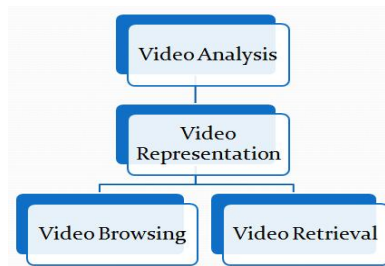 Video Analysis
Video
Representation
Video Browsing
Video Retrieval